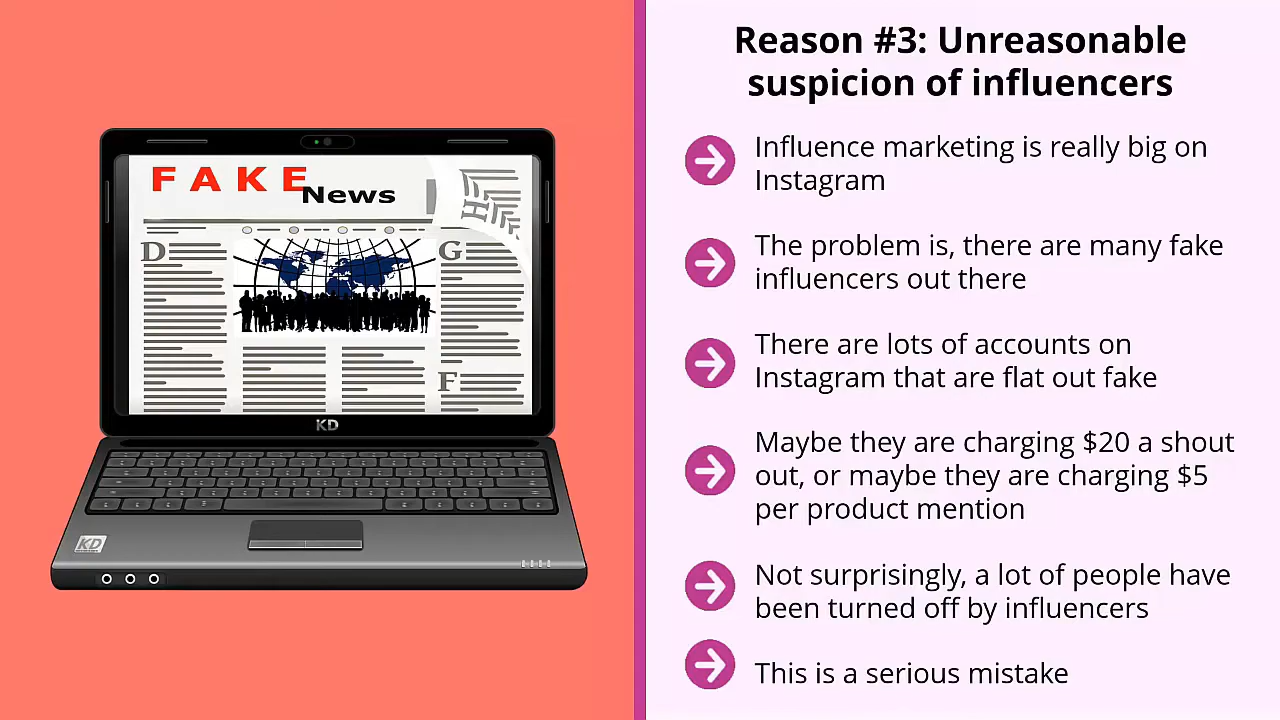 FAKE
News
D
G
F
H
KD
KD
Reason #3: Unreasonable
suspicion of influencers
Influence marketing is really big on
Instagram
The problem is, there are many fake
influencers out there
There are lots of accounts on
Instagram that are flat out fake
Maybe they are charging $20 a shout
out, or maybe they are charging $5
per product mention
Not surprisingly, a lot of people have
been turned off by influencers
This is a serious mistake